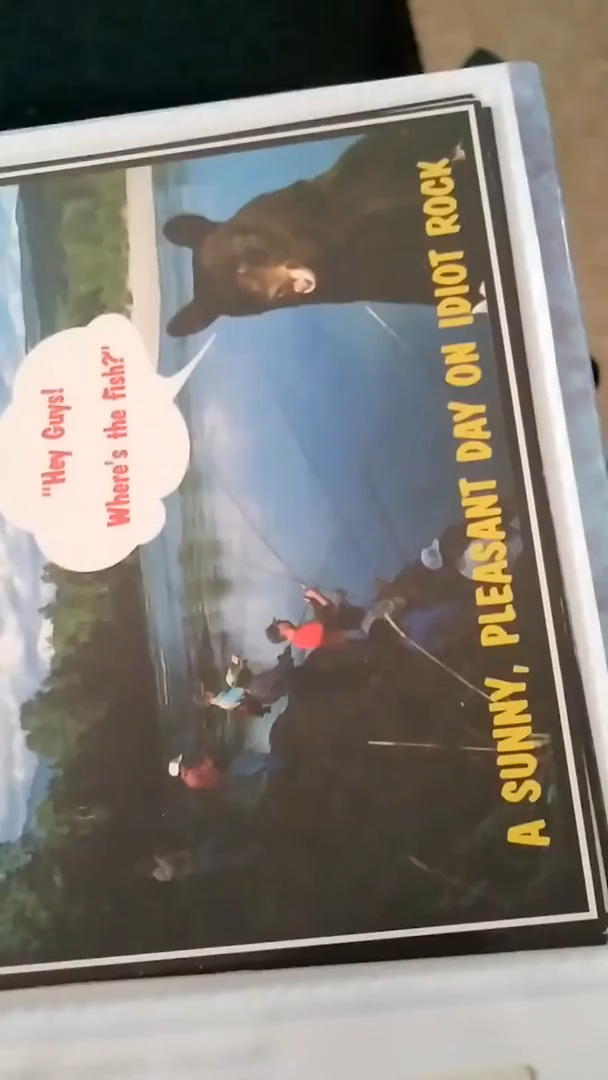 "Hey Guys!
Where's the fish?"
A SUNNY, PLEASANT DAY ON IDIOT ROCK